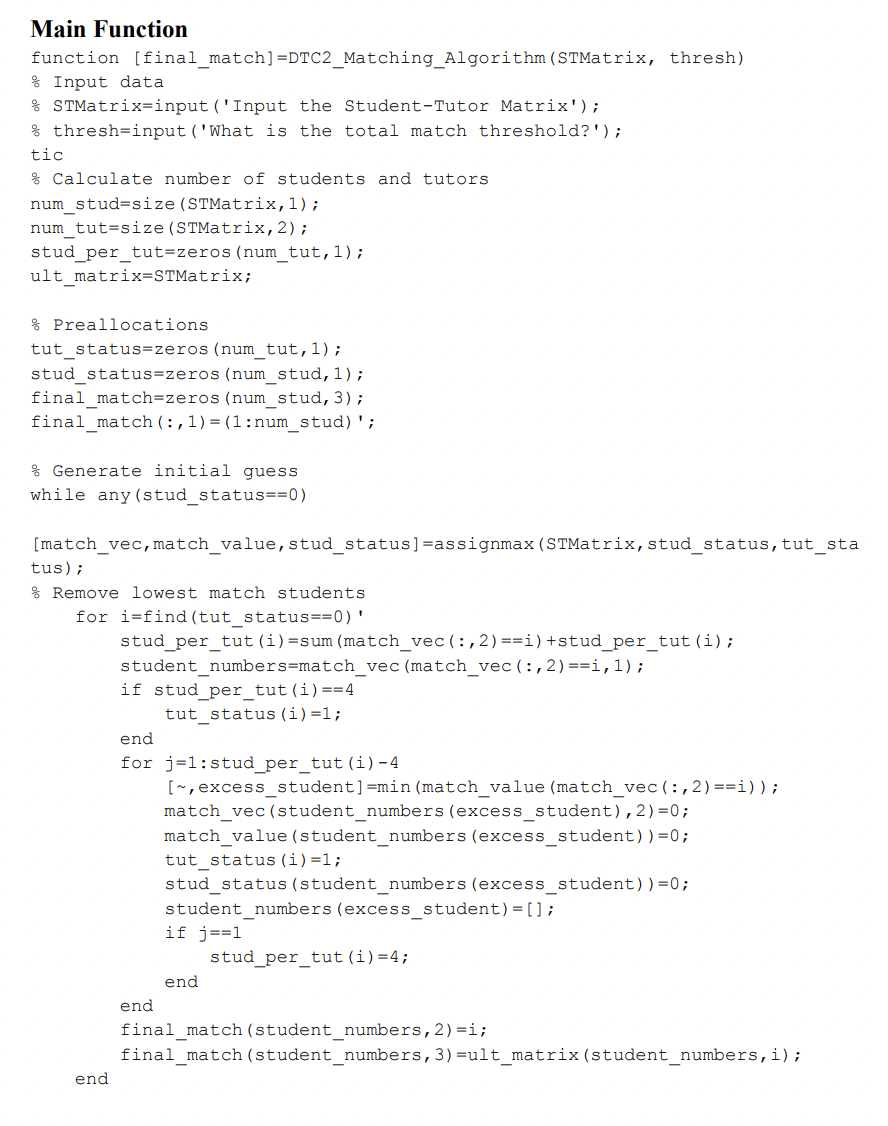 Main Function
function [final_match]=DTC2_Matching_Algorithm(STMatrix, thresh)
% Input data
% STMatrix=input('Input the Student-Tutor Matrix');
% thresh=input('What is the total match threshold?');
tic
% Calculate number of students and tutors
num_stud=size(STMatrix,1);
num_tut=size(STMatrix,2);
stud_per_tut=zeros(num_tut,1);
ult_matrix=STMatrix;

% Preallocations
tut_status=zeros(num_tut,1);
stud_status=zeros(num_stud,1);
final_match=zeros(num_stud,3);
final_match(:,1)=(1:num_stud)';

% Generate initial guess
while any(stud_status==0)

[match_vec,match_value,stud_status]=assignmax(STMatrix,stud_status,tut_sta
tus);
% Remove lowest match students
    for i=find(tut_status==0)'
        stud_per_tut(i)=sum(match_vec(:,2)==i)+stud_per_tut(i);
        student_numbers=match_vec(match_vec(:,2)==i,1);
        if stud_per_tut(i)==4
            tut_status(i)=1;
        end
        for j=1:stud_per_tut(i)-4
            [~,excess_student]=min(match_value(match_vec(:,2)==i));
            match_vec(student_numbers(excess_student),2)=0;
            match_value(student_numbers(excess_student))=0;
            tut_status(i)=1;
            stud_status(student_numbers(excess_student))=0;
            student_numbers(excess_student)=[];
            if j==1
                stud_per_tut(i)=4;
            end
        end
        final_match(student_numbers,2)=i;
        final_match(student_numbers,3)=ult_matrix(student_numbers,i);
    end